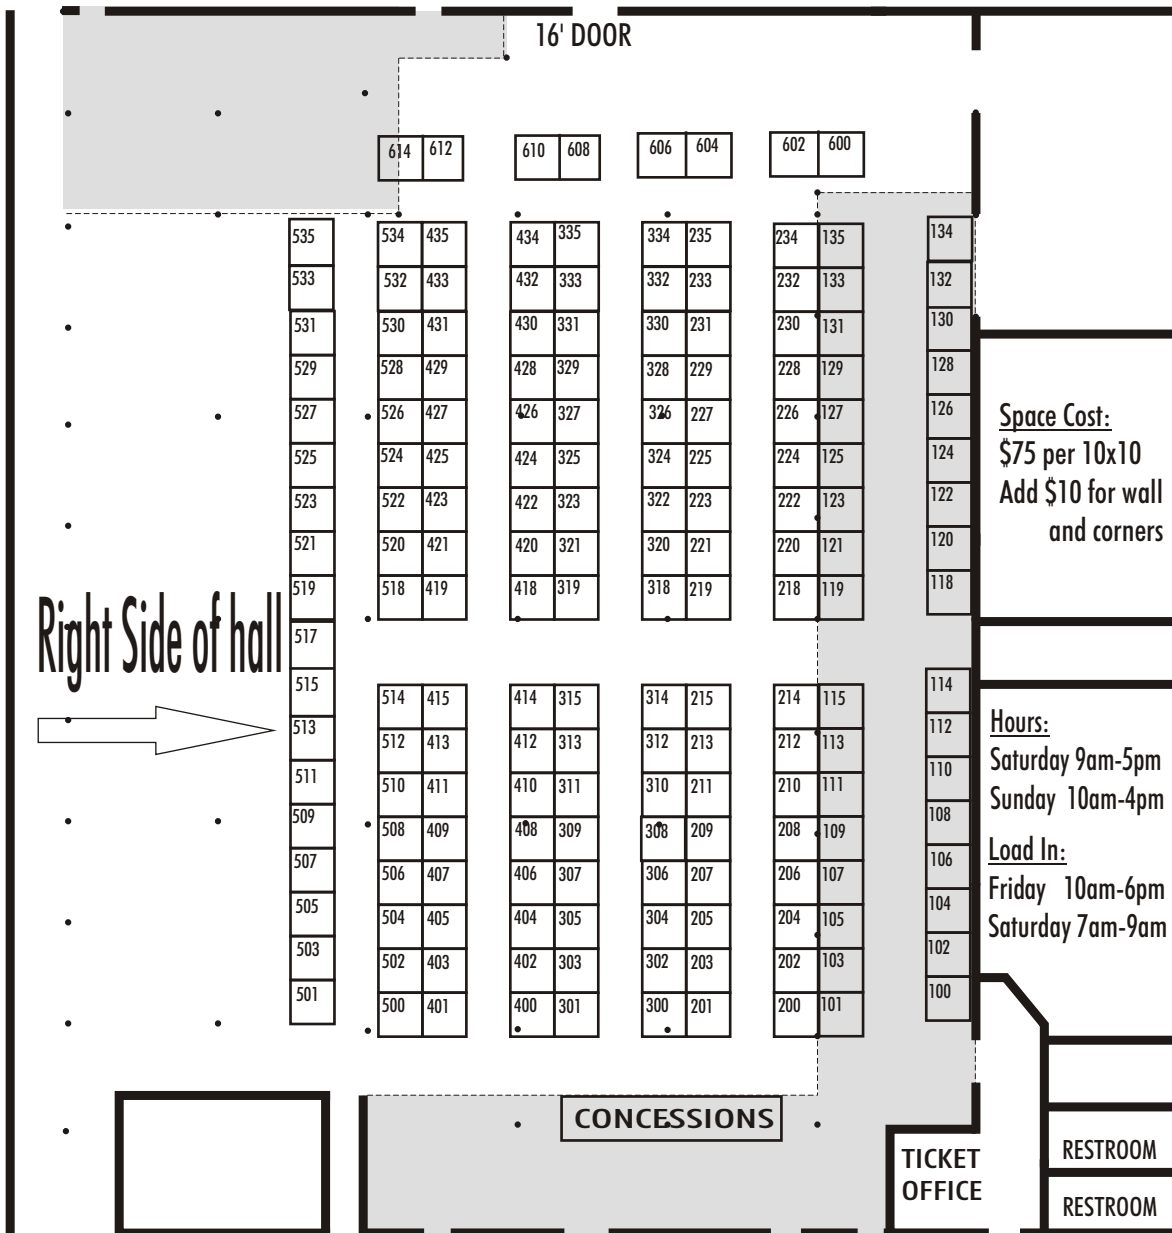 16' DOOR
614 612 610 608 606 604 602 600
535 534 435 434 335 334 235 234 135 134
533 532 433 432 333 332 233 232 133 132
531 530 431 430 331 330 231 230 131 130
529 528 429 428 329 328 229 228 129 128
527 526 427 426 327 326 227 226 127 126
525 524 425 424 325 324 225 224 125 124
523 522 423 422 323 322 223 222 123 122
521 520 421 420 321 320 221 220 121 120
519 518 419 418 319 318 219 218 119 118
517
515 514 415 414 315 314 215 214 115 114
513 512 413 412 313 312 213 212 113 112
511 510 411 410 311 310 211 210 111 110
509 508 409 408 309 308 209 208 109 108
507 506 407 406 307 306 207 206 107 106
505 504 405 404 305 304 205 204 105 104
503 502 403 402 303 302 203 202 103 102
501 500 401 400 301 300 201 200 101 100
Right Side of hall
Space Cost:
$75 per 10x10
Add $10 for wall
and corners
Hours:
Saturday 9am-5pm
Sunday 10am-4pm
Load In:
Friday 10am-6pm
Saturday 7am-9am
CONCESSIONS
TICKET
OFFICE
RESTROOM
RESTROOM